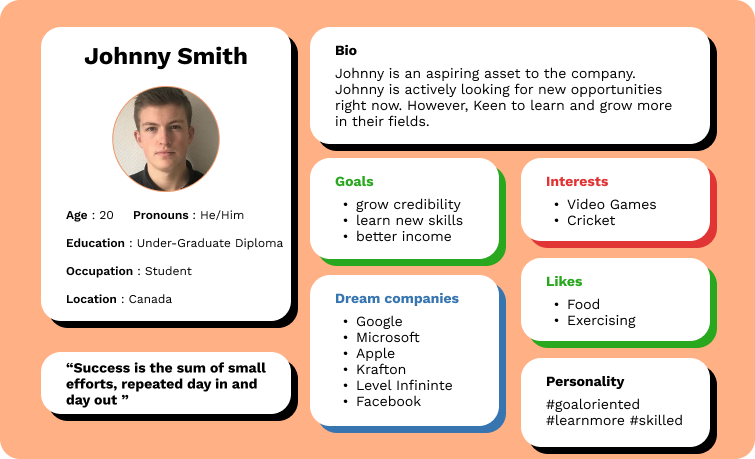 Johnny Smith
Age : 20 Pronouns : He/Him
Education : Under-Graduate Diploma
Occupation : Student
Location : Canada
“Success is the sum of small
efforts, repeated day in and
day out ”
Bio
Johnny is an aspiring asset to the company.
Johnny is actively looking for new opportunities
right now. However, Keen to learn and grow more
in their fields.
Goals
• grow credibility
• learn new skills
• better income
Dream companies
• Google
• Microsoft
• Apple
• Krafton
• Level Infininte
• Facebook
Interests
• Video Games
• Cricket
Likes
• Food
• Exercising
Personality
#goaloriented
#learnmore #skilled